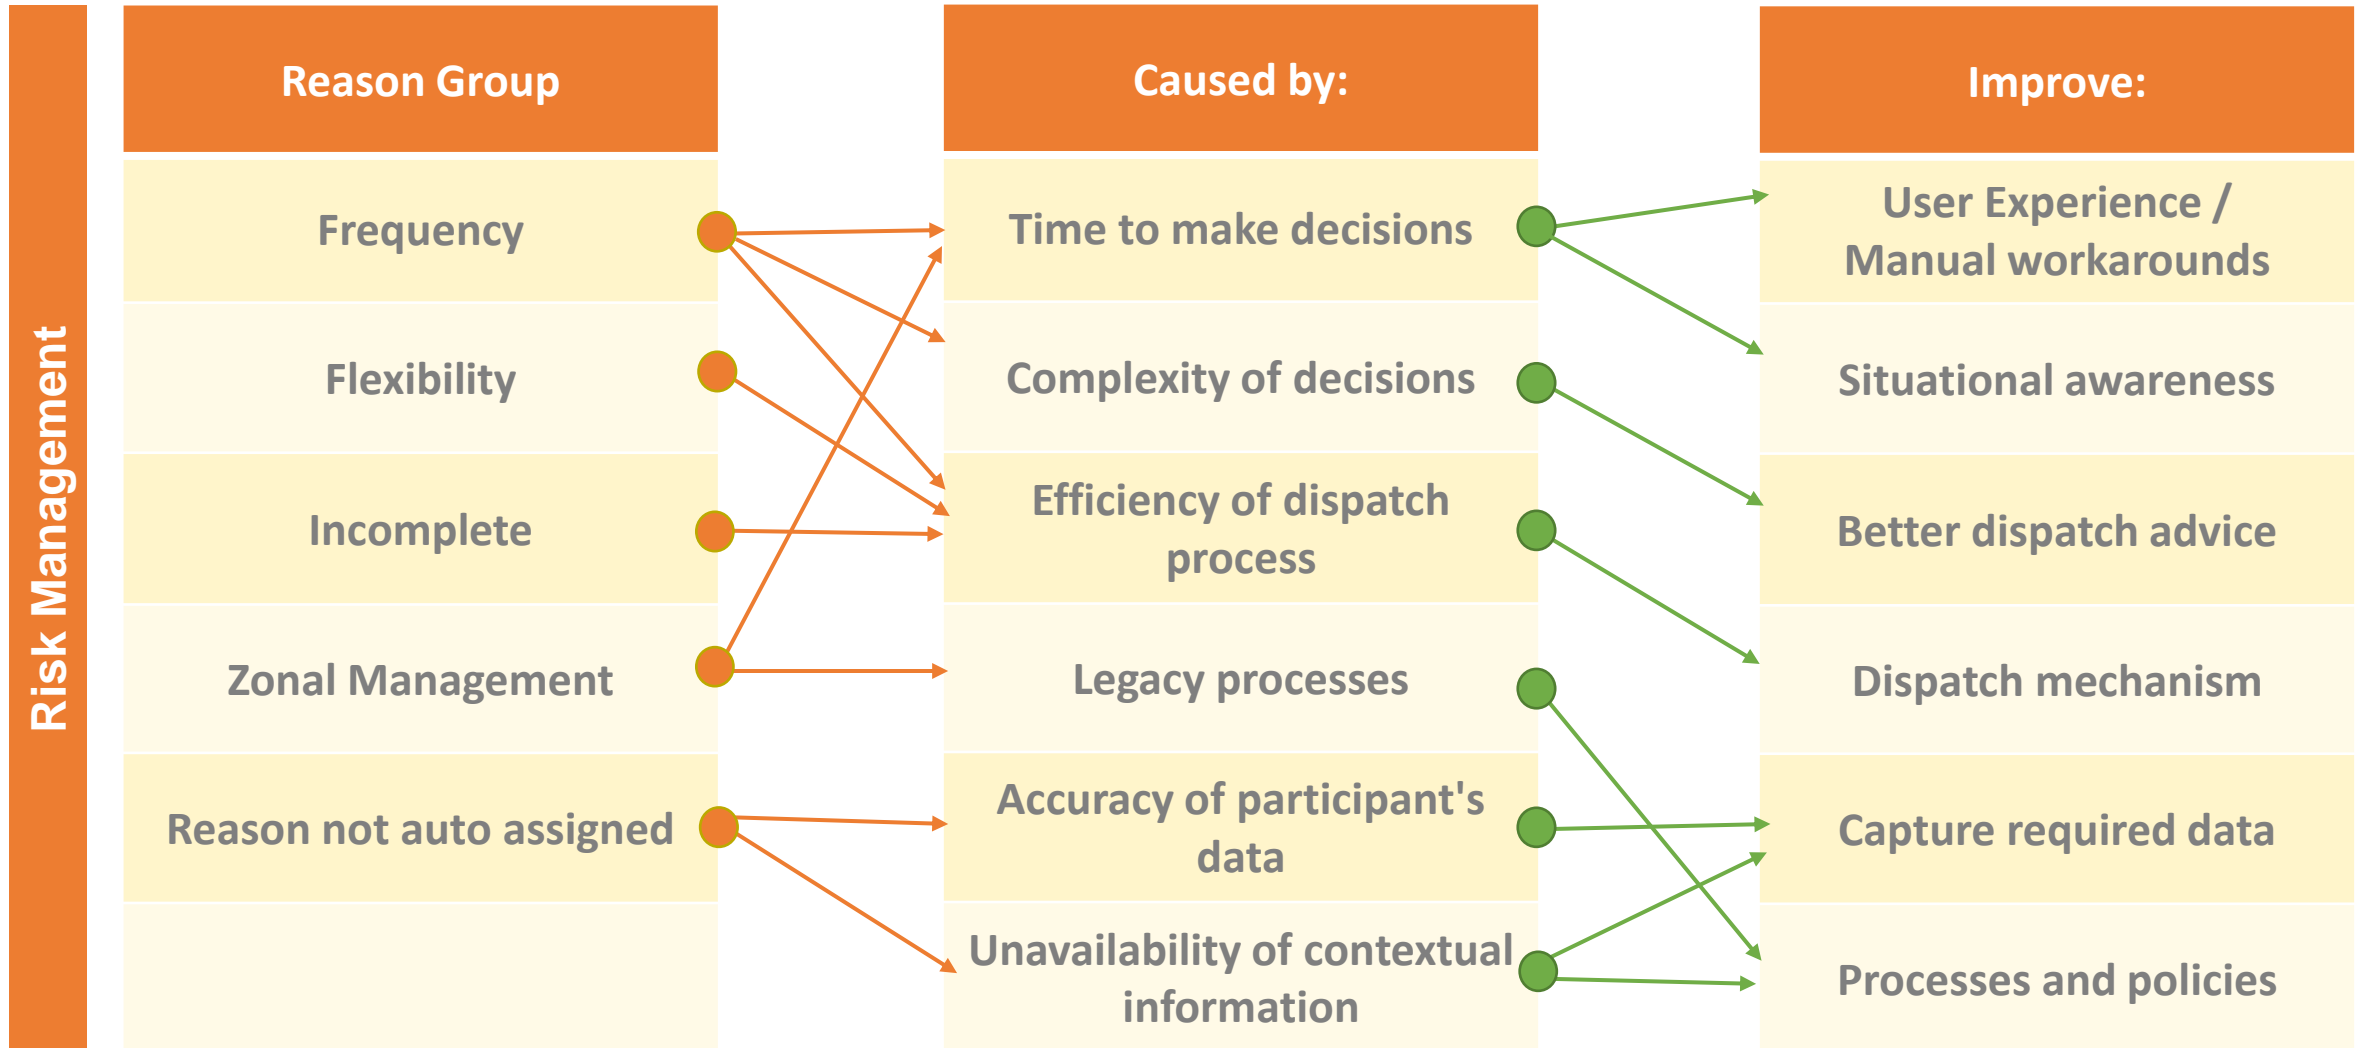 Risk Management
Reason Group
Caused by:
Improve:
Frequency
Time to make decisions
User Experience /
Manual workarounds
Flexibility
Complexity of decisions
Situational awareness
Incomplete
Efficiency of dispatch
process
Better dispatch advice
Zonal Management
Legacy processes
Dispatch mechanism
Reason not auto assigned
Accuracy of participant's
data
Capture required data
Unavailability of contextual
information
Processes and policies